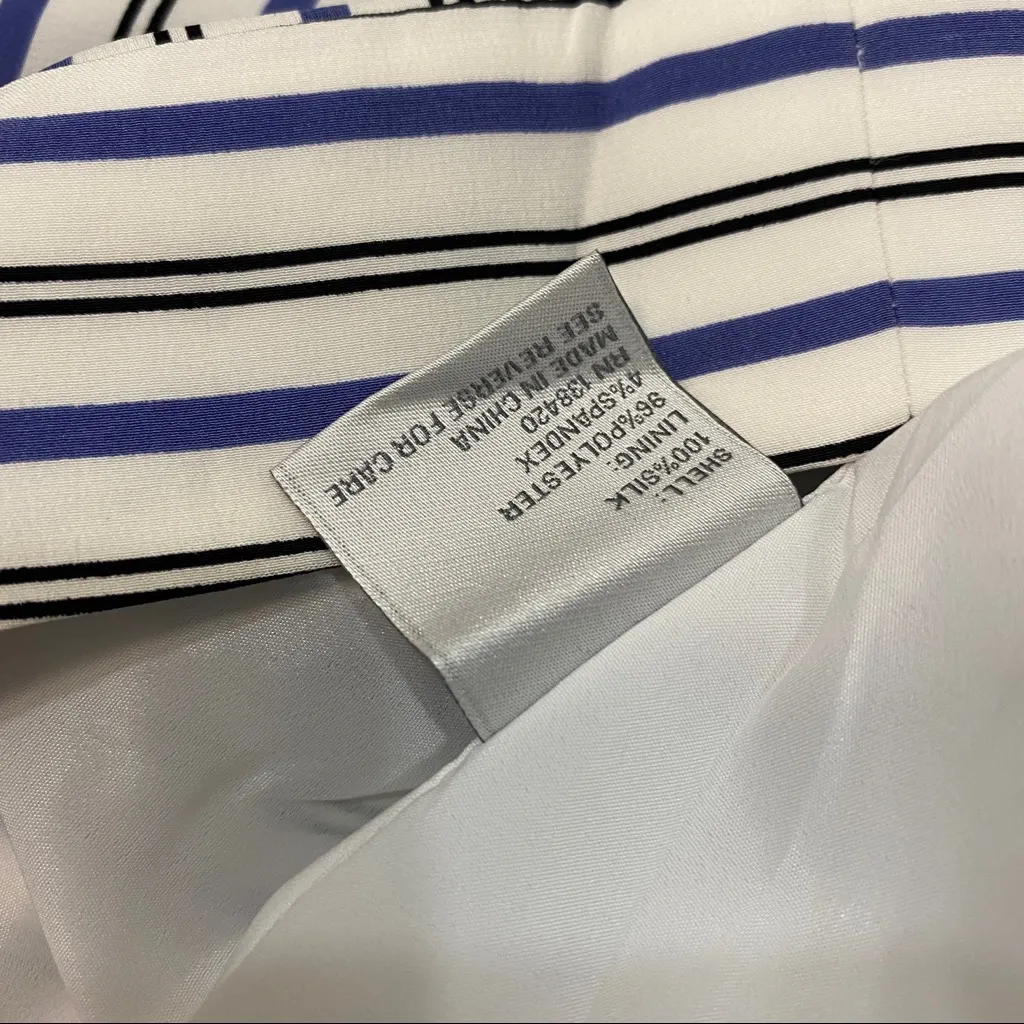 SHELL:
100%SILK
LINING:
96%POLYESTER
4%SPANDEX
RN 138420
MADE IN CHINA
SEE REVERSE FOR CARE